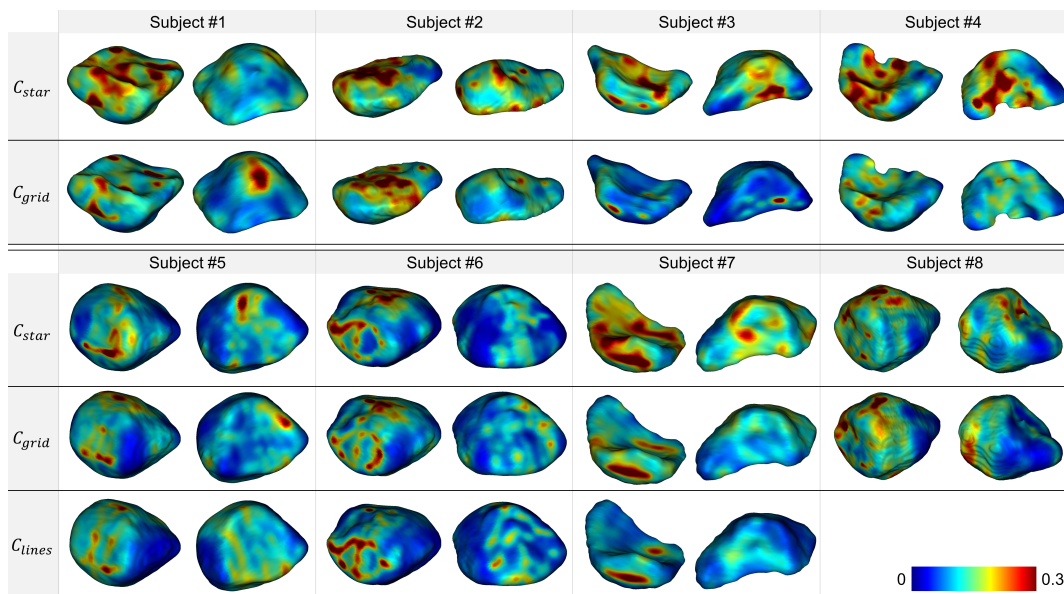 Subject #1 Subject #2 Subject #3 Subject #4
C_star
C_grid
Subject #5 Subject #6 Subject #7 Subject #8
C_star
C_grid
C_lines
0 0.3